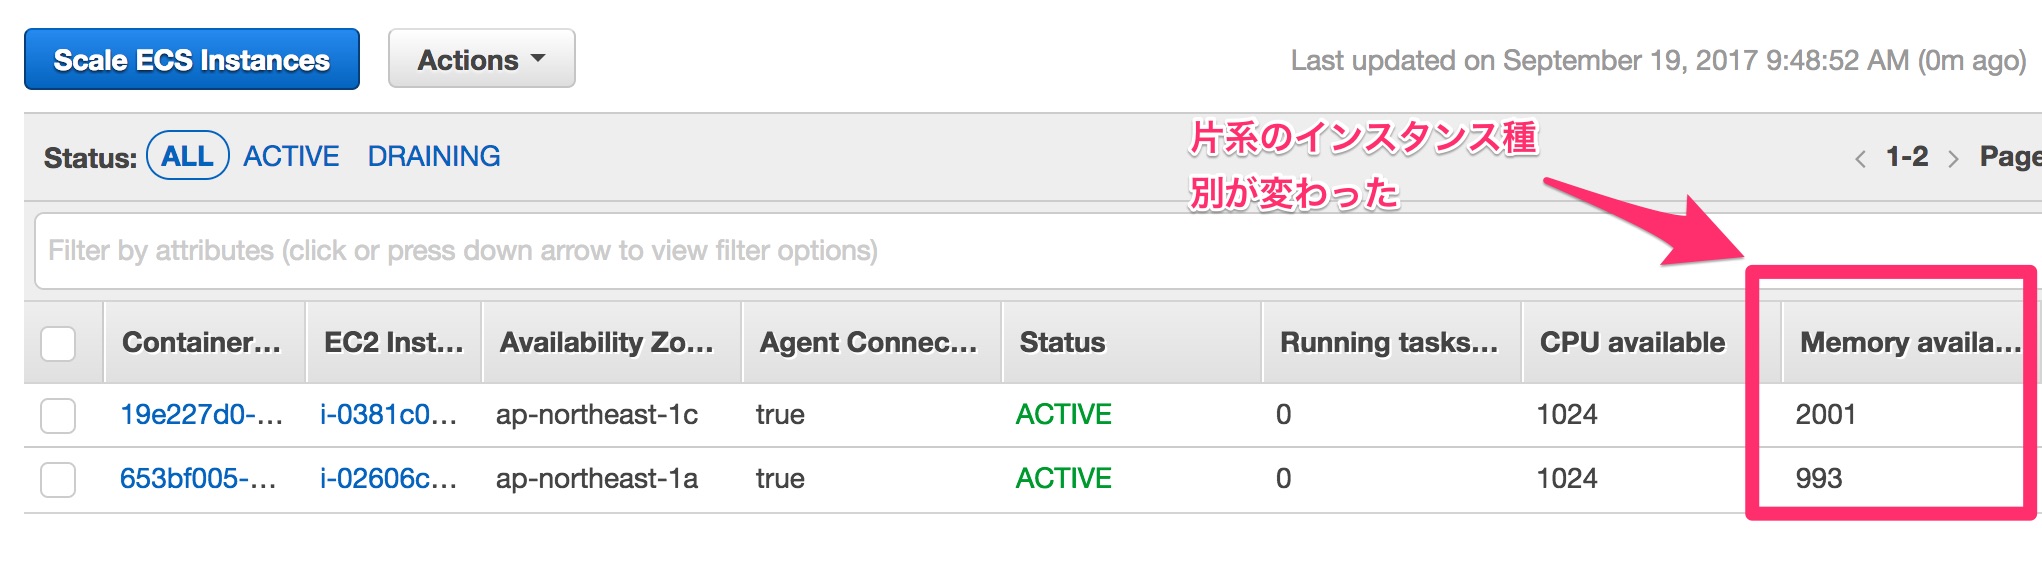 Scale ECS Instances Actions Last updated on September 19, 2017 9:48:52 AM (0m ago)
片系のインスタンス種
別が変わった
Status: ALL ACTIVE DRAINING < 1-2 > Page
Filter by attributes (click or press down arrow to view filter options)
Container... EC2 Inst... Availability Zo... Agent Connec... Status Running tasks... CPU available Memory availa...
19e227d0-... i-0381c0... ap-northeast-1c true ACTIVE 0 1024 2001
653bf005-... i-02606c... ap-northeast-1a true ACTIVE 0 1024 993